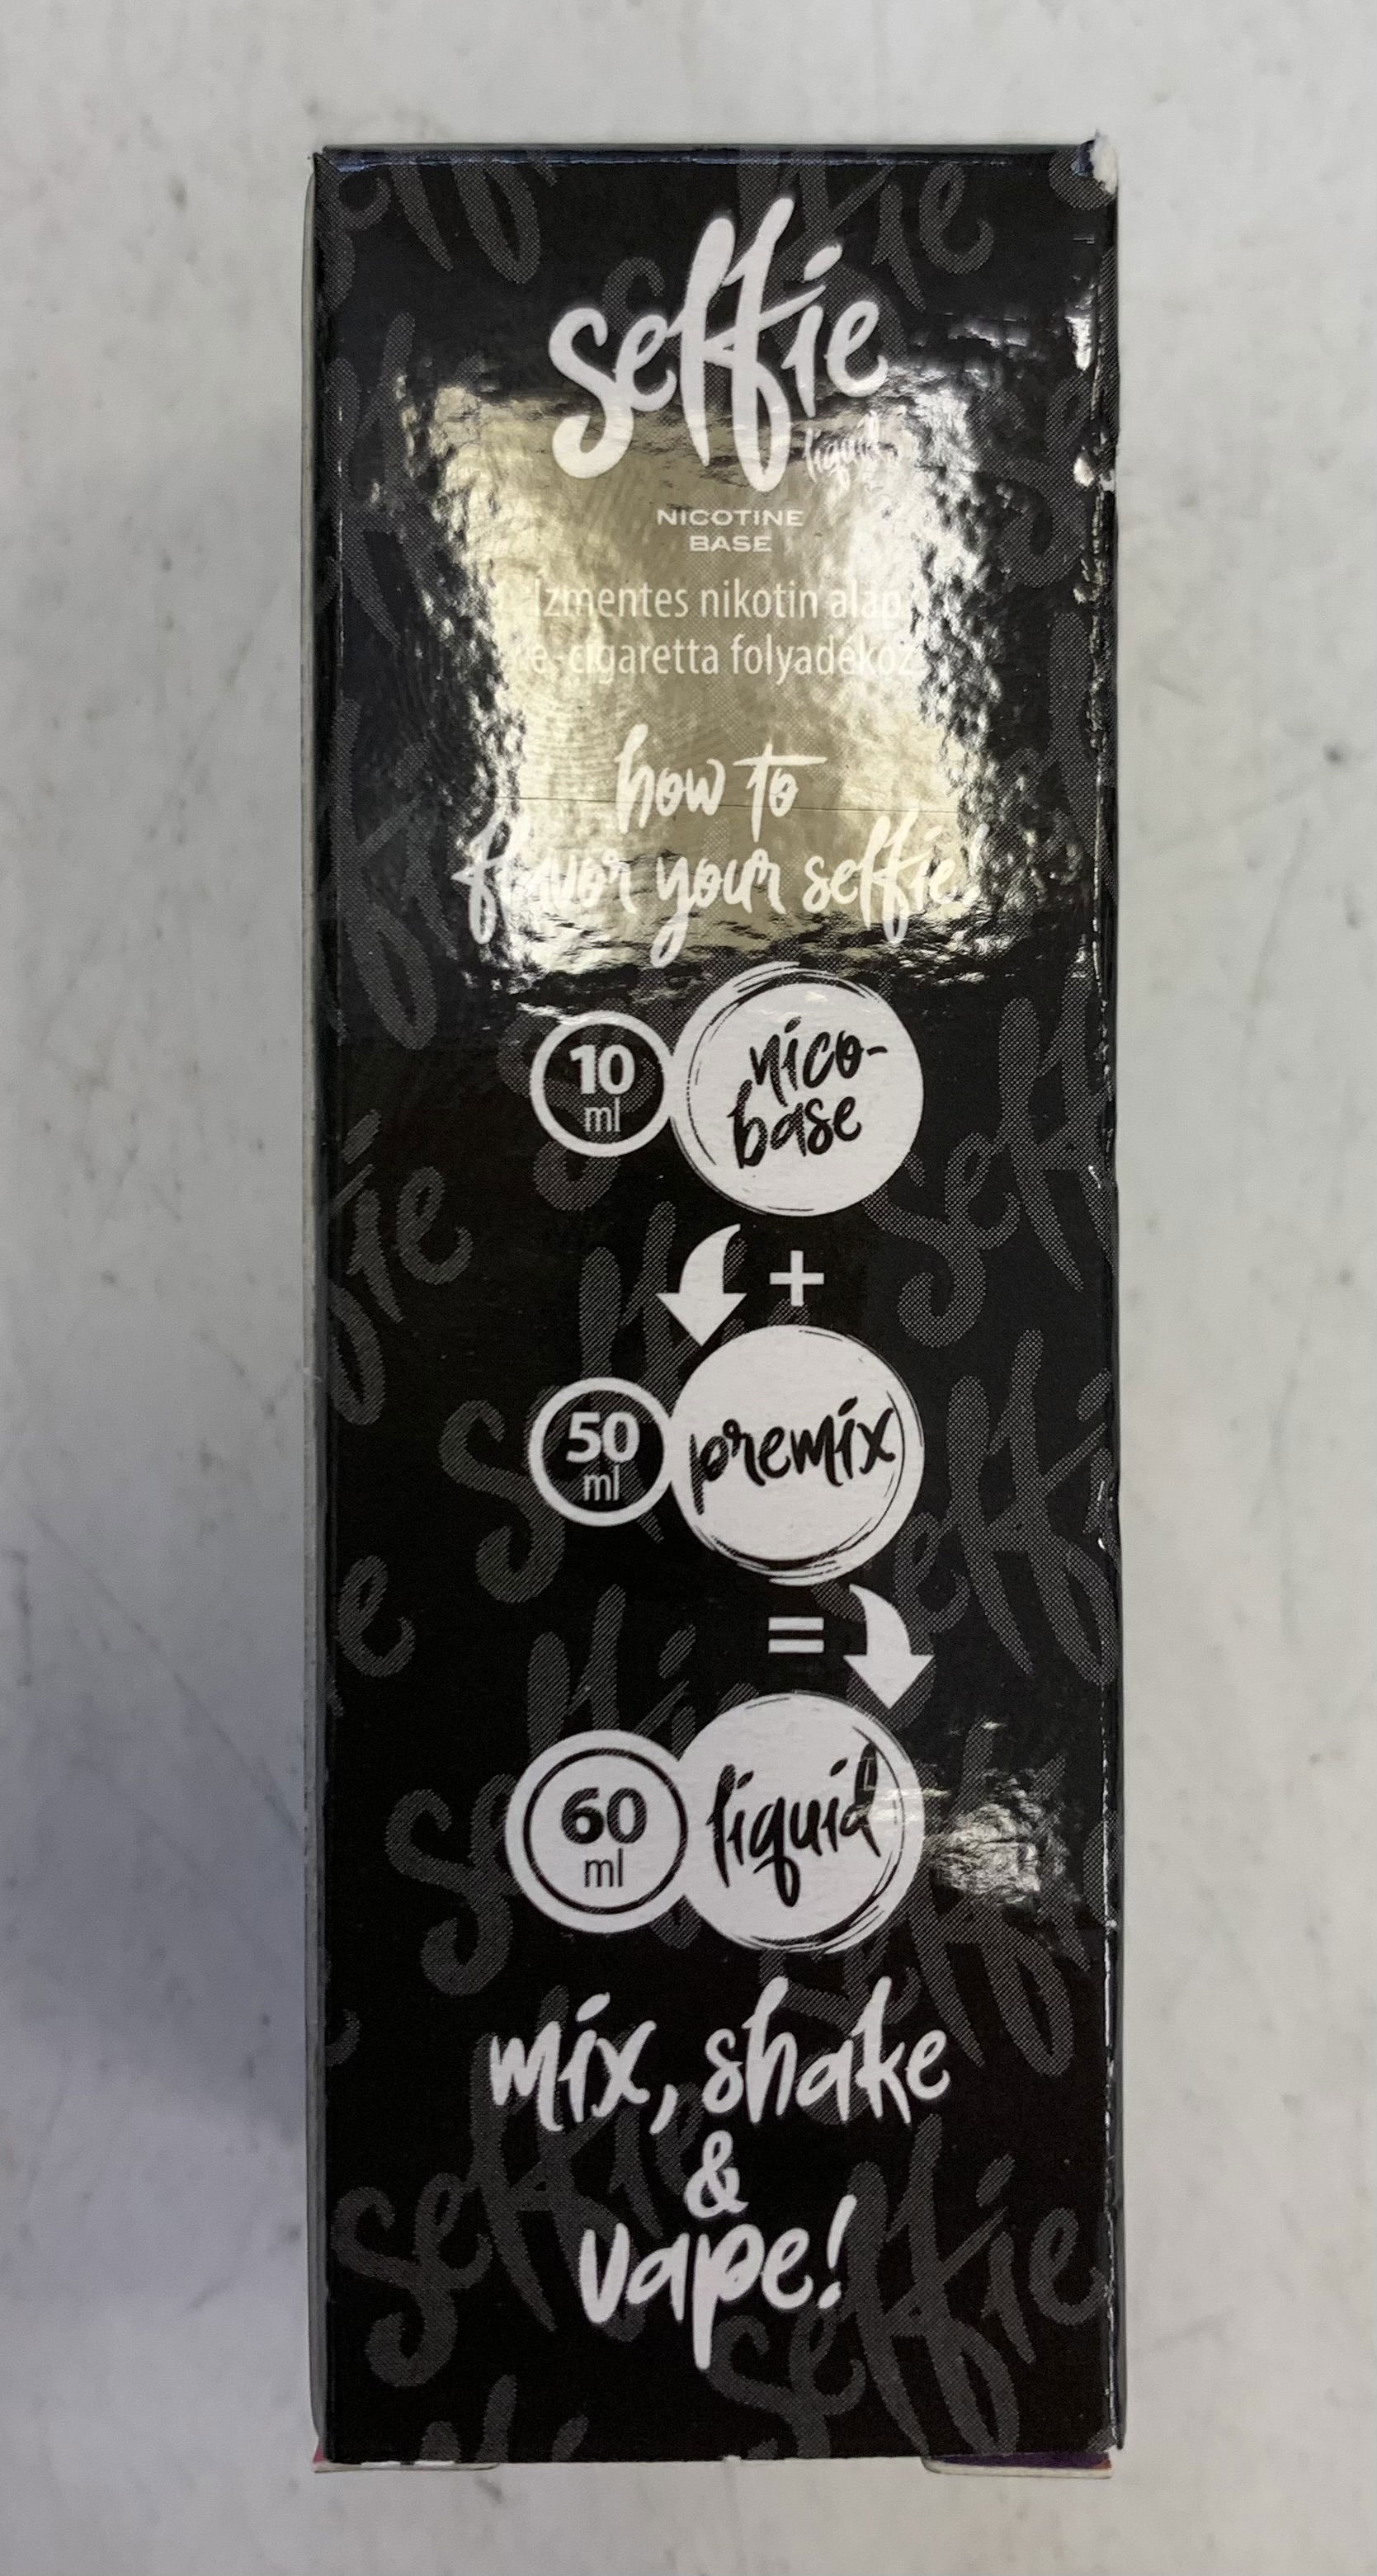 selfie
liquids
NICOTINE
BASE
Ízmentes nikotin alap
e-cigaretta folyadékoz
how to
flavor your selfie!
10
ml
nico-
base
+
50
ml
premix
=
60
ml
liquid
mix, shake
&
vape!